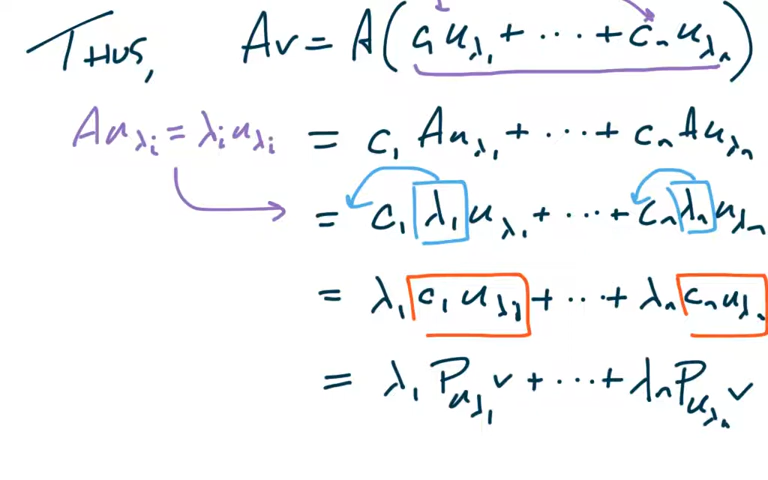 THUS, Av = A(c₁u_λ₁ + ··· + cₙu_λₙ)
Au_λᵢ = λᵢu_λᵢ = c₁Au_λ₁ + ··· + cₙAu_λₙ
= c₁λ₁u_λ₁ + ··· + cₙλₙu_λₙ
= λ₁c₁u_λ₁ + ··· + λₙcₙu_λₙ
= λ₁P_u_λ₁v + ··· + λₙP_u_λₙv